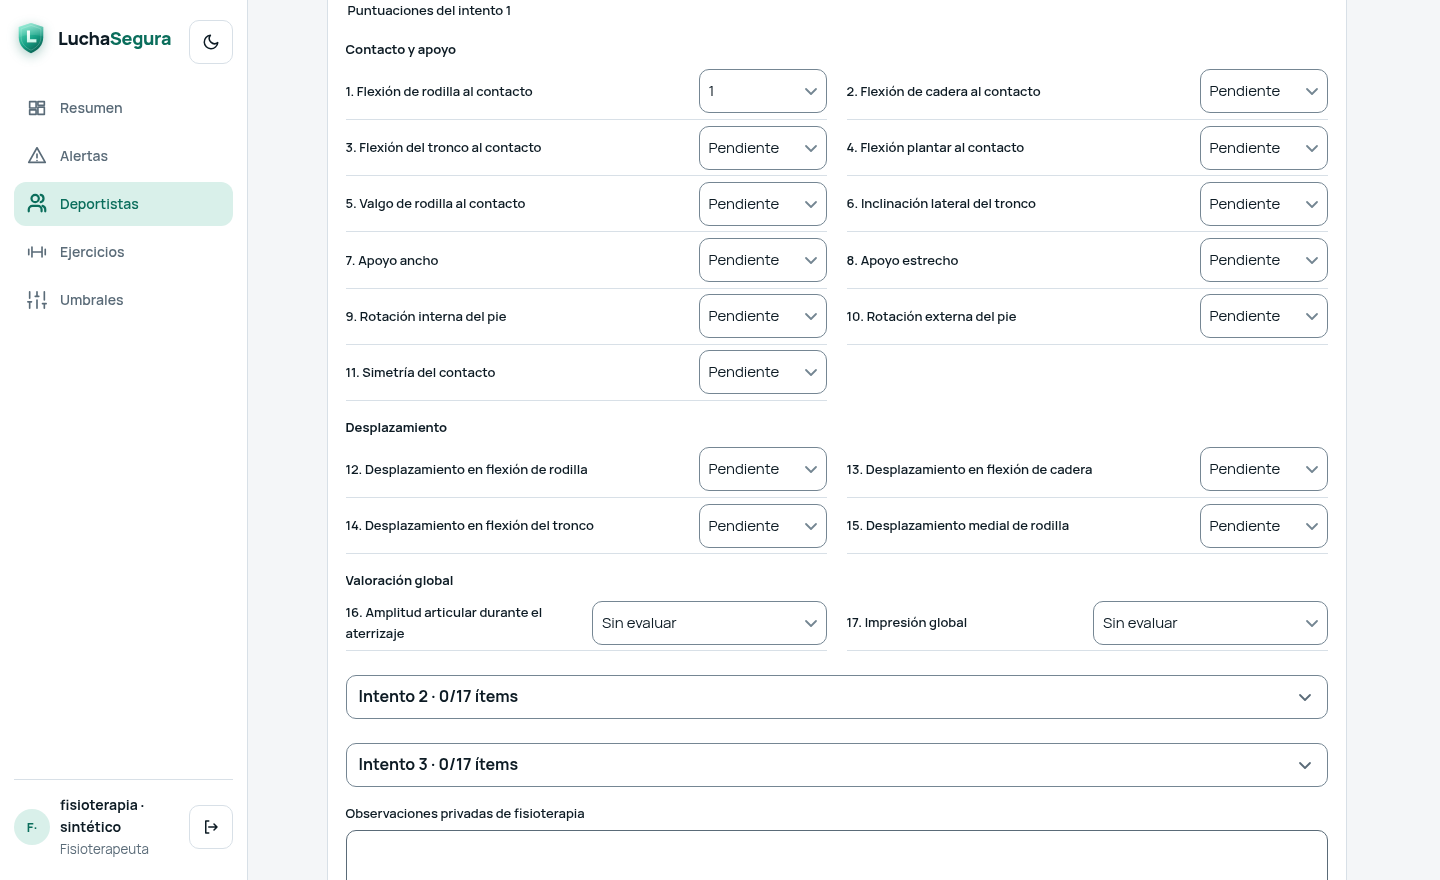 LuchaSegura
Resumen
Alertas
Deportistas
Ejercicios
Umbrales
F·
fisioterapia ·
sintético
Fisioterapeuta
Puntuaciones del intento 1
Contacto y apoyo
1. Flexión de rodilla al contacto
1
2. Flexión de cadera al contacto
Pendiente
3. Flexión del tronco al contacto
Pendiente
4. Flexión plantar al contacto
Pendiente
5. Valgo de rodilla al contacto
Pendiente
6. Inclinación lateral del tronco
Pendiente
7. Apoyo ancho
Pendiente
8. Apoyo estrecho
Pendiente
9. Rotación interna del pie
Pendiente
10. Rotación externa del pie
Pendiente
11. Simetría del contacto
Pendiente
Desplazamiento
12. Desplazamiento en flexión de rodilla
Pendiente
13. Desplazamiento en flexión de cadera
Pendiente
14. Desplazamiento en flexión del tronco
Pendiente
15. Desplazamiento medial de rodilla
Pendiente
Valoración global
16. Amplitud articular durante el
aterrizaje
Sin evaluar
17. Impresión global
Sin evaluar
Intento 2 · 0/17 ítems
Intento 3 · 0/17 ítems
Observaciones privadas de fisioterapia